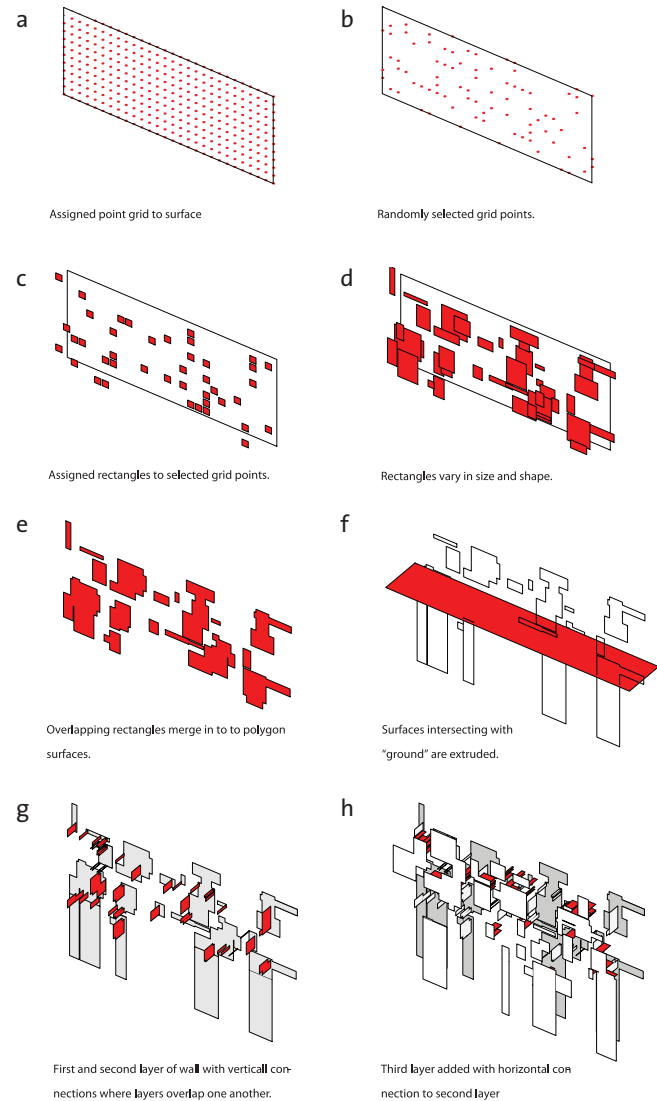 a
b
Assigned point grid to surface
Randomly selected grid points.
c
d
Assigned rectangles to selected grid points.
Rectangles vary in size and shape.
e
f
Overlapping rectangles merge in to to polygon
surfaces.
Surfaces intersecting with
“ground” are extruded.
g
h
First and second layer of wall with verticall con-
nections where layers overlap one another.
Third layer added with horizontal con-
nection to second layer